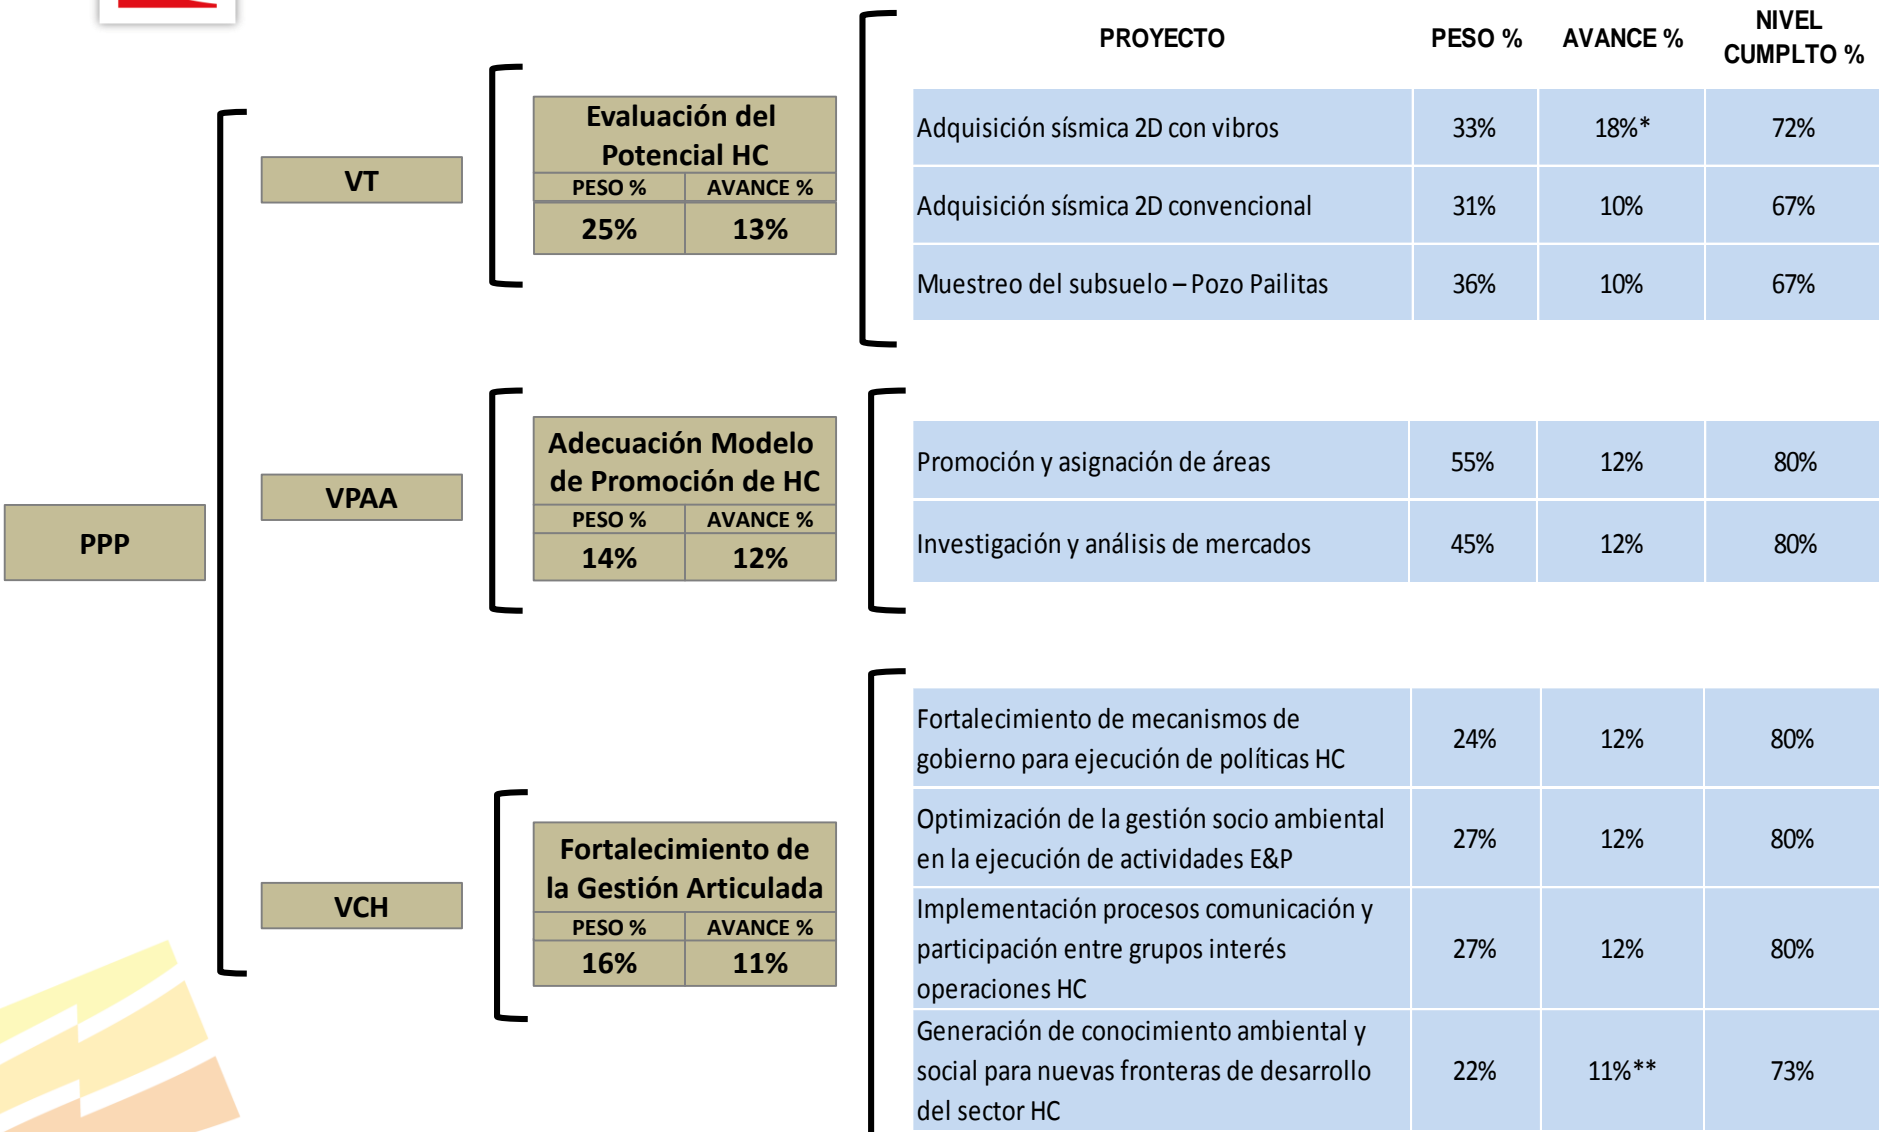 PROYECTO PESO % AVANCE % NIVEL
CUMPLTO %
PPP
VT
Evaluación del
Potencial HC
PESO % AVANCE %
25% 13%
Adquisición sísmica 2D con vibros 33% 18%* 72%
Adquisición sísmica 2D convencional 31% 10% 67%
Muestreo del subsuelo – Pozo Pailitas 36% 10% 67%
VPAA
Adecuación Modelo
de Promoción de HC
PESO % AVANCE %
14% 12%
Promoción y asignación de áreas 55% 12% 80%
Investigación y análisis de mercados 45% 12% 80%
VCH
Fortalecimiento de
la Gestión Articulada
PESO % AVANCE %
16% 11%
Fortalecimiento de mecanismos de
gobierno para ejecución de políticas HC 24% 12% 80%
Optimización de la gestión socio ambiental
en la ejecución de actividades E&P 27% 12% 80%
Implementación procesos comunicación y
participación entre grupos interés 27% 12% 80%
operaciones HC
Generación de conocimiento ambiental y
social para nuevas fronteras de desarrollo 22% 11%** 73%
del sector HC